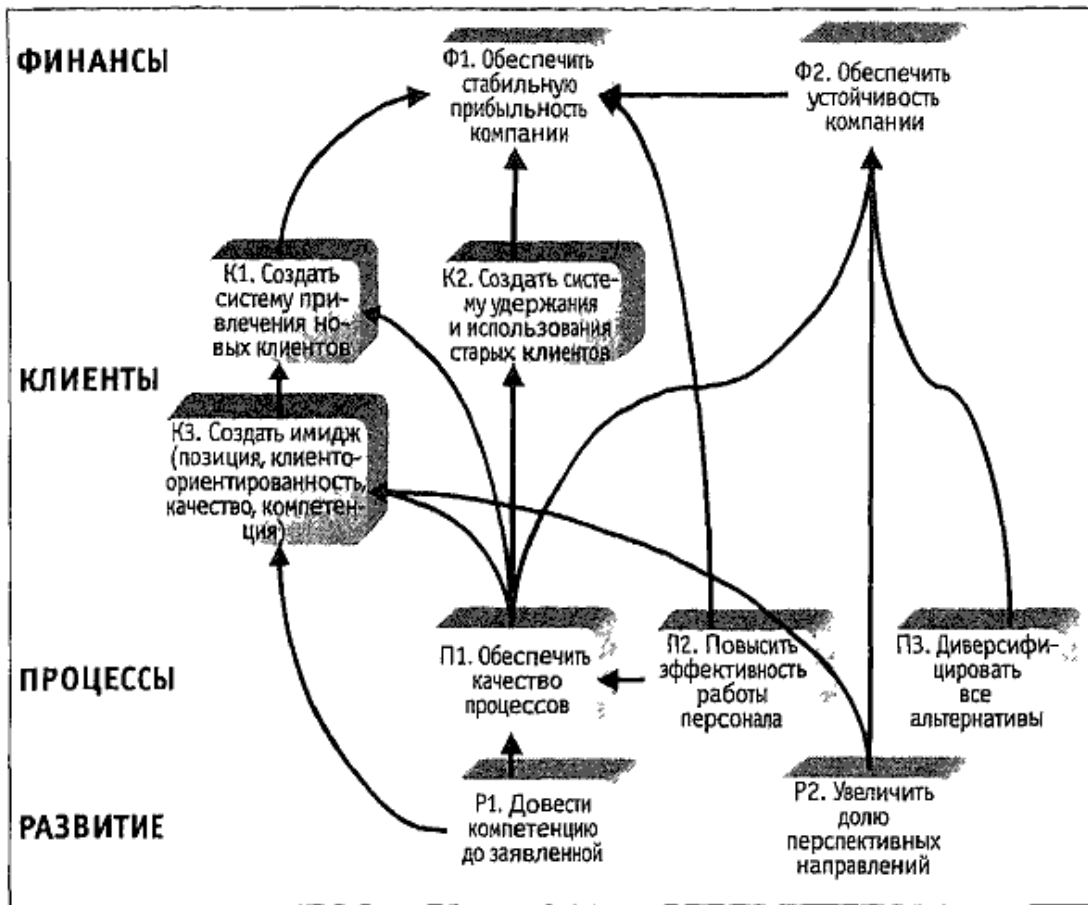 ФИНАНСЫ
Ф1. Обеспечить
стабильную
прибыльность
компании
Ф2. Обеспечить
устойчивость
компании
К1. Создать
систему при-
влечения но-
вых клиентов
К2. Создать систе-
му удержания
и использования
старых клиентов
КЛИЕНТЫ
К3. Создать имидж
(позиция, клиенто-
ориентированность,
качество, компетен-
ция)
ПРОЦЕССЫ
П1. Обеспечить
качество
процессов
П2. Повысить
эффективность
работы
персонала
П3. Диверсифи-
цировать
все
альтернативы
РАЗВИТИЕ
Р1. Довести
компетенцию
до заявленной
Р2. Увеличить
долю
перспективных
направлений